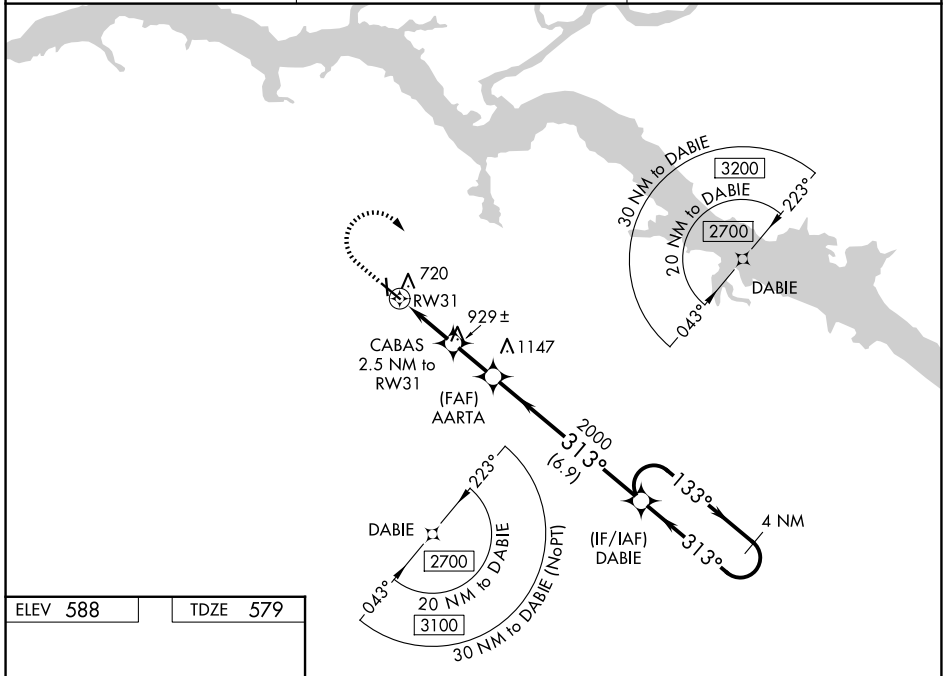 30 NM to DABIE
3200
20 NM to DABIE
2700
223°
043°
DABIE
720
RW31
929±
1147
CABAS
2.5 NM to
RW31
(FAF)
AARTA
2000
313°
(6.9)
133°
313°
4 NM
(IF/IAF)
DABIE
223°
DABIE
2700
043°
20 NM to DABIE
3100
30 NM to DABIE (NoPT)
ELEV 588
TDZE 579